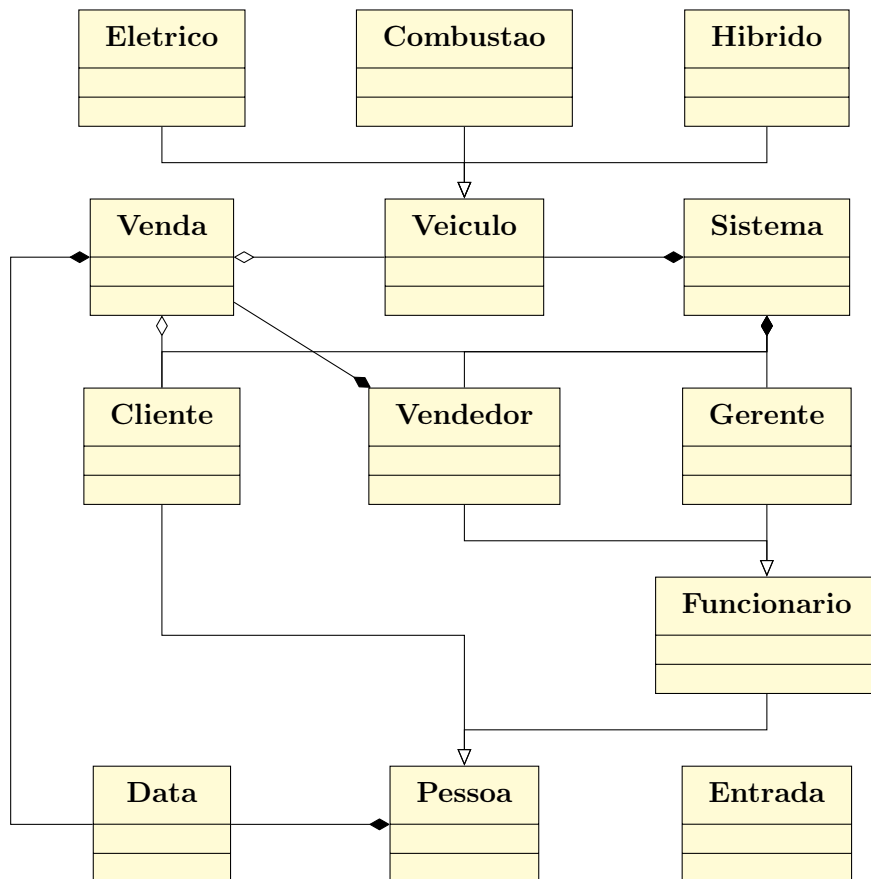 Eletrico
Combustao
Hibrido
Venda
Veiculo
Sistema
Cliente
Vendedor
Gerente
Funcionario
Data
Pessoa
Entrada